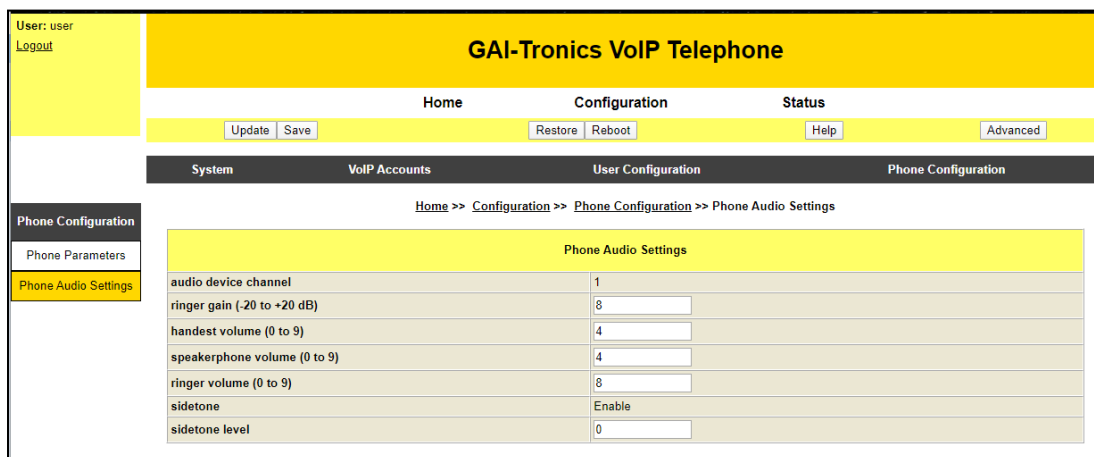 User: user
Logout
GAI-Tronics VoIP Telephone
Home Configuration Status
Update Save Restore Reboot Help Advanced
System VoIP Accounts User Configuration Phone Configuration
Home >> Configuration >> Phone Configuration >> Phone Audio Settings
Phone Configuration
Phone Parameters
Phone Audio Settings
Phone Audio Settings
audio device channel 1
ringer gain (-20 to +20 dB) 8
handest volume (0 to 9) 4
speakerphone volume (0 to 9) 4
ringer volume (0 to 9) 8
sidetone Enable
sidetone level 0